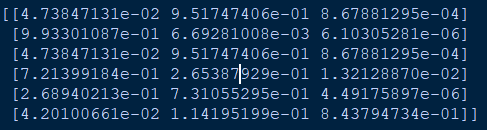 [[4.73847131e-02 9.51747406e-01 8.67881295e-04]
[9.93301087e-01 6.69281008e-03 6.10305281e-06]
[4.73847131e-02 9.51747406e-01 8.67881295e-04]
[7.21399184e-01 2.65387929e-01 1.32128870e-02]
[2.68940213e-01 7.31055295e-01 4.49175897e-06]
[4.20100661e-02 1.14195199e-01 8.43794734e-01]]